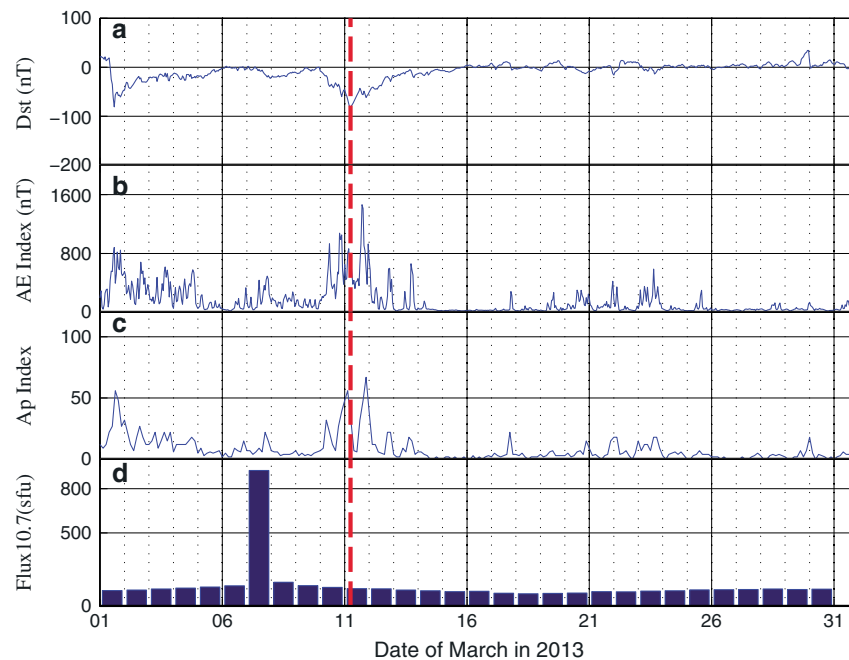 a
100
0
−100
−200
Dst (nT)
b
1600
800
0
AE Index (nT)
c
100
50
0
Ap Index
d
800
500
0
Flux10.7(sfu)
01 06 11 16 21 26 31
Date of March in 2013